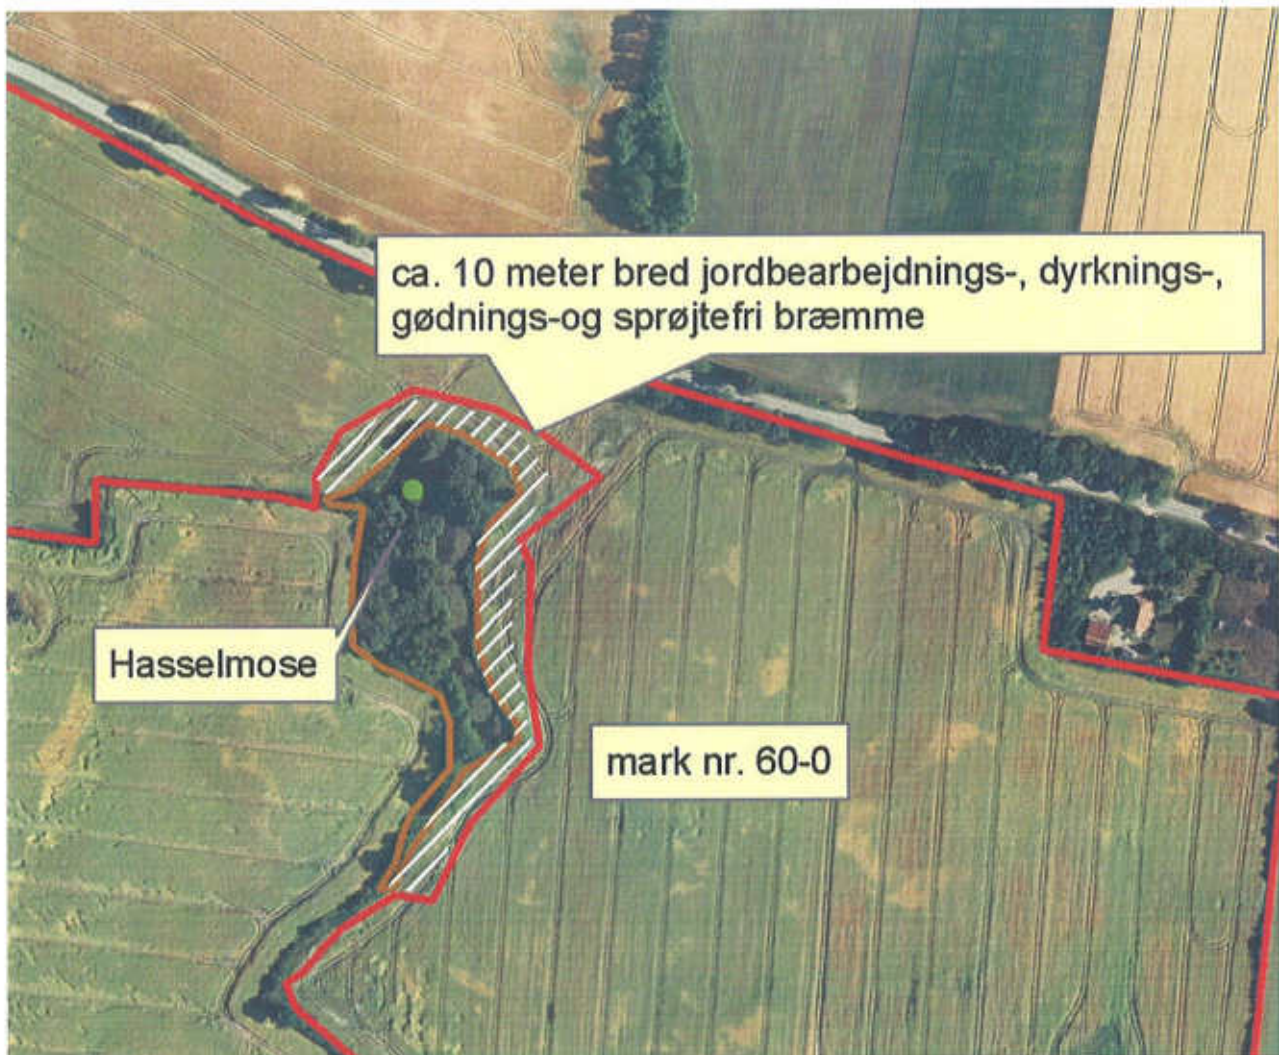 ca. 10 meter bred jordbearbejdnings-, dyrknings-,
gødnings-og sprøjtefri bræmme
Hasselmose
mark nr. 60-0